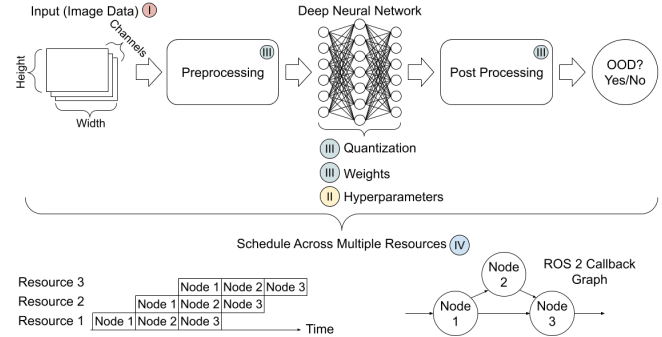 Input (Image Data) I
Deep Neural Network
Channels
Height
Width
Preprocessing III
Post Processing III
OOD?
Yes/No
III Quantization
III Weights
II Hyperparameters
Schedule Across Multiple Resources IV
Resource 3 Node 1 Node 2 Node 3
Resource 2 Node 1 Node 2 Node 3
Resource 1 Node 1 Node 2 Node 3
Time
Node
1
Node
2
Node
3
ROS 2 Callback
Graph